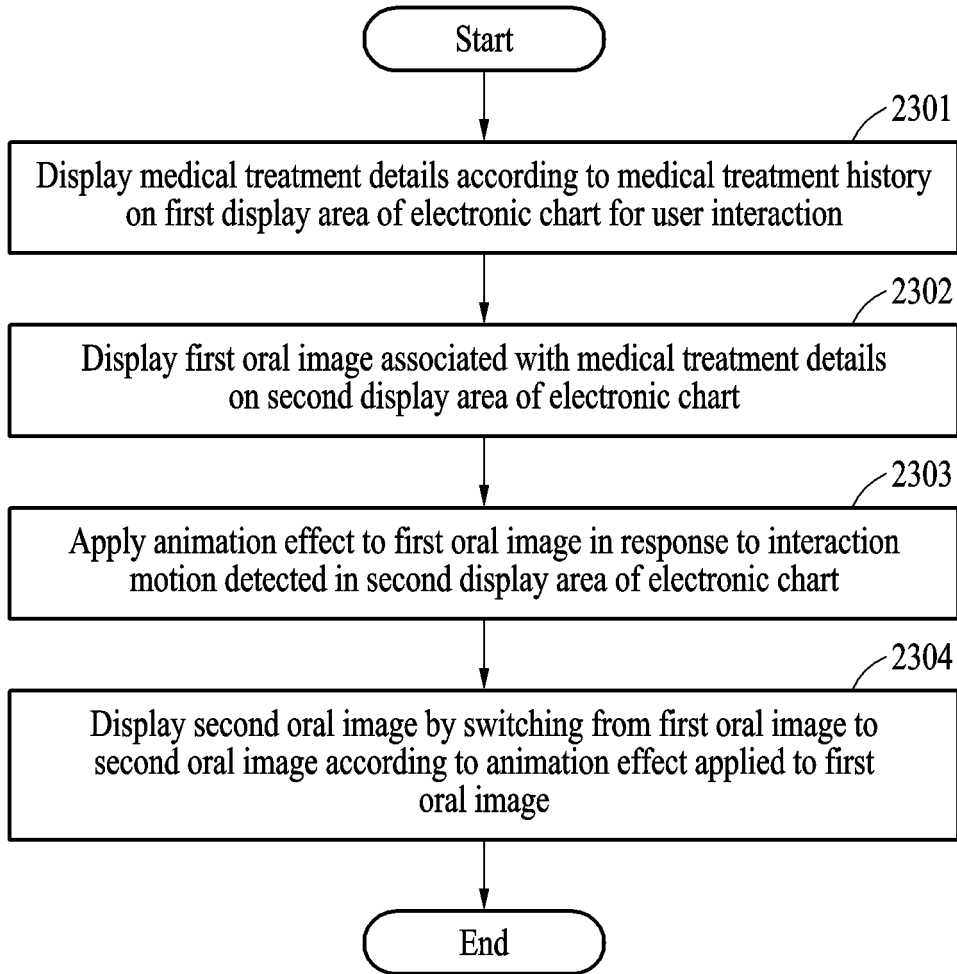 Start
2301
Display medical treatment details according to medical treatment history
on first display area of electronic chart for user interaction
2302
Display first oral image associated with medical treatment details
on second display area of electronic chart
2303
Apply animation effect to first oral image in response to interaction
motion detected in second display area of electronic chart
2304
Display second oral image by switching from first oral image to
second oral image according to animation effect applied to first
oral image
End